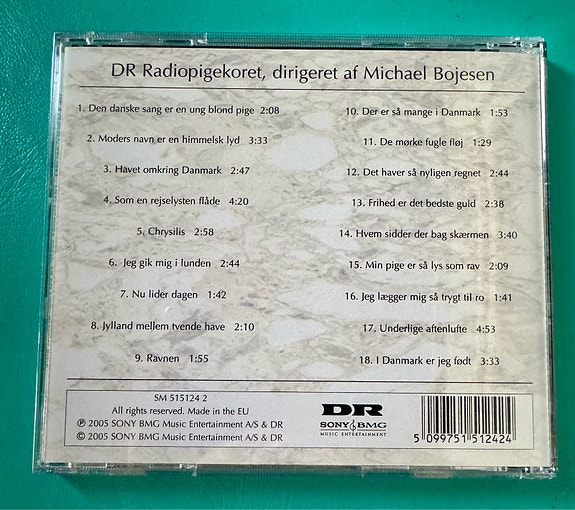 DR Radiopigekoret, dirigeret af Michael Bojesen
1. Den danske sang er en ung blond pige 2:08
2. Moders navn er en himmelsk lyd 3:33
3. Havet omkring Danmark 2:47
4. Som en rejselysten flåde 4:20
5. Chrysilis 2:58
6. Jeg gik mig i lunden 2:44
7. Nu lider dagen 1:42
8. Jylland mellem tvende have 2:10
9. Ravnen 1:55
10. Der er så mange i Danmark 1:53
11. De mørke fugle fløj 1:29
12. Det haver så nyligen regnet 2:44
13. Frihed er det bedste guld 2:38
14. Hvem sidder der bag skærmen 3:40
15. Min pige er så lys som rav 2:09
16. Jeg lægger mig så trygt til ro 1:41
17. Underlige aftenlufte 4:53
18. I Danmark er jeg født 3:33
SM 515124 2
All rights reserved. Made in the EU
℗ 2005 SONY BMG Music Entertainment A/S & DR
© 2005 SONY BMG Music Entertainment A/S & DR
DR
SONY BMG
MUSIC ENTERTAINMENT
5 099751 512424